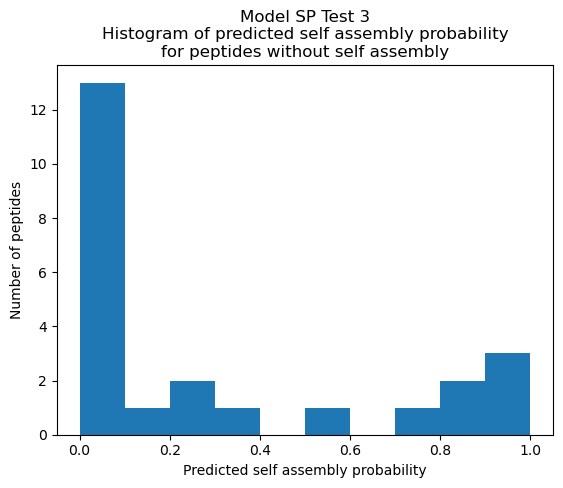 Model SP Test 3
Histogram of predicted self assembly probability
for peptides without self assembly
Number of peptides
12
10
8
6
4
2
0
0.0 0.2 0.4 0.6 0.8 1.0
Predicted self assembly probability